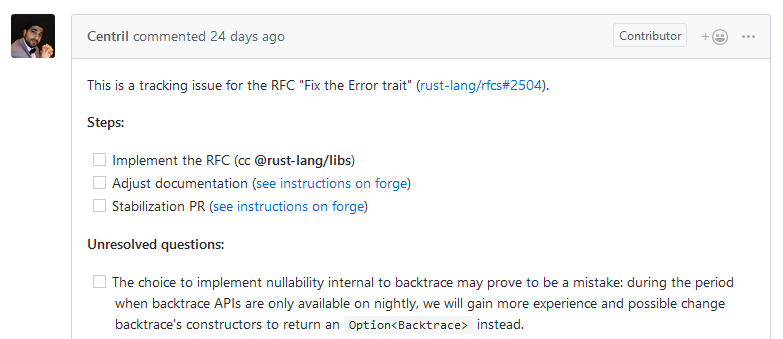 Centril commented 24 days ago Contributor
This is a tracking issue for the RFC "Fix the Error trait" (rust-lang/rfcs#2504).
Steps:
Implement the RFC (cc @rust-lang/libs)
Adjust documentation (see instructions on forge)
Stabilization PR (see instructions on forge)
Unresolved questions:
The choice to implement nullability internal to backtrace may prove to be a mistake: during the period
when backtrace APIs are only available on nightly, we will gain more experience and possible change
backtrace's constructors to return an Option<Backtrace> instead.